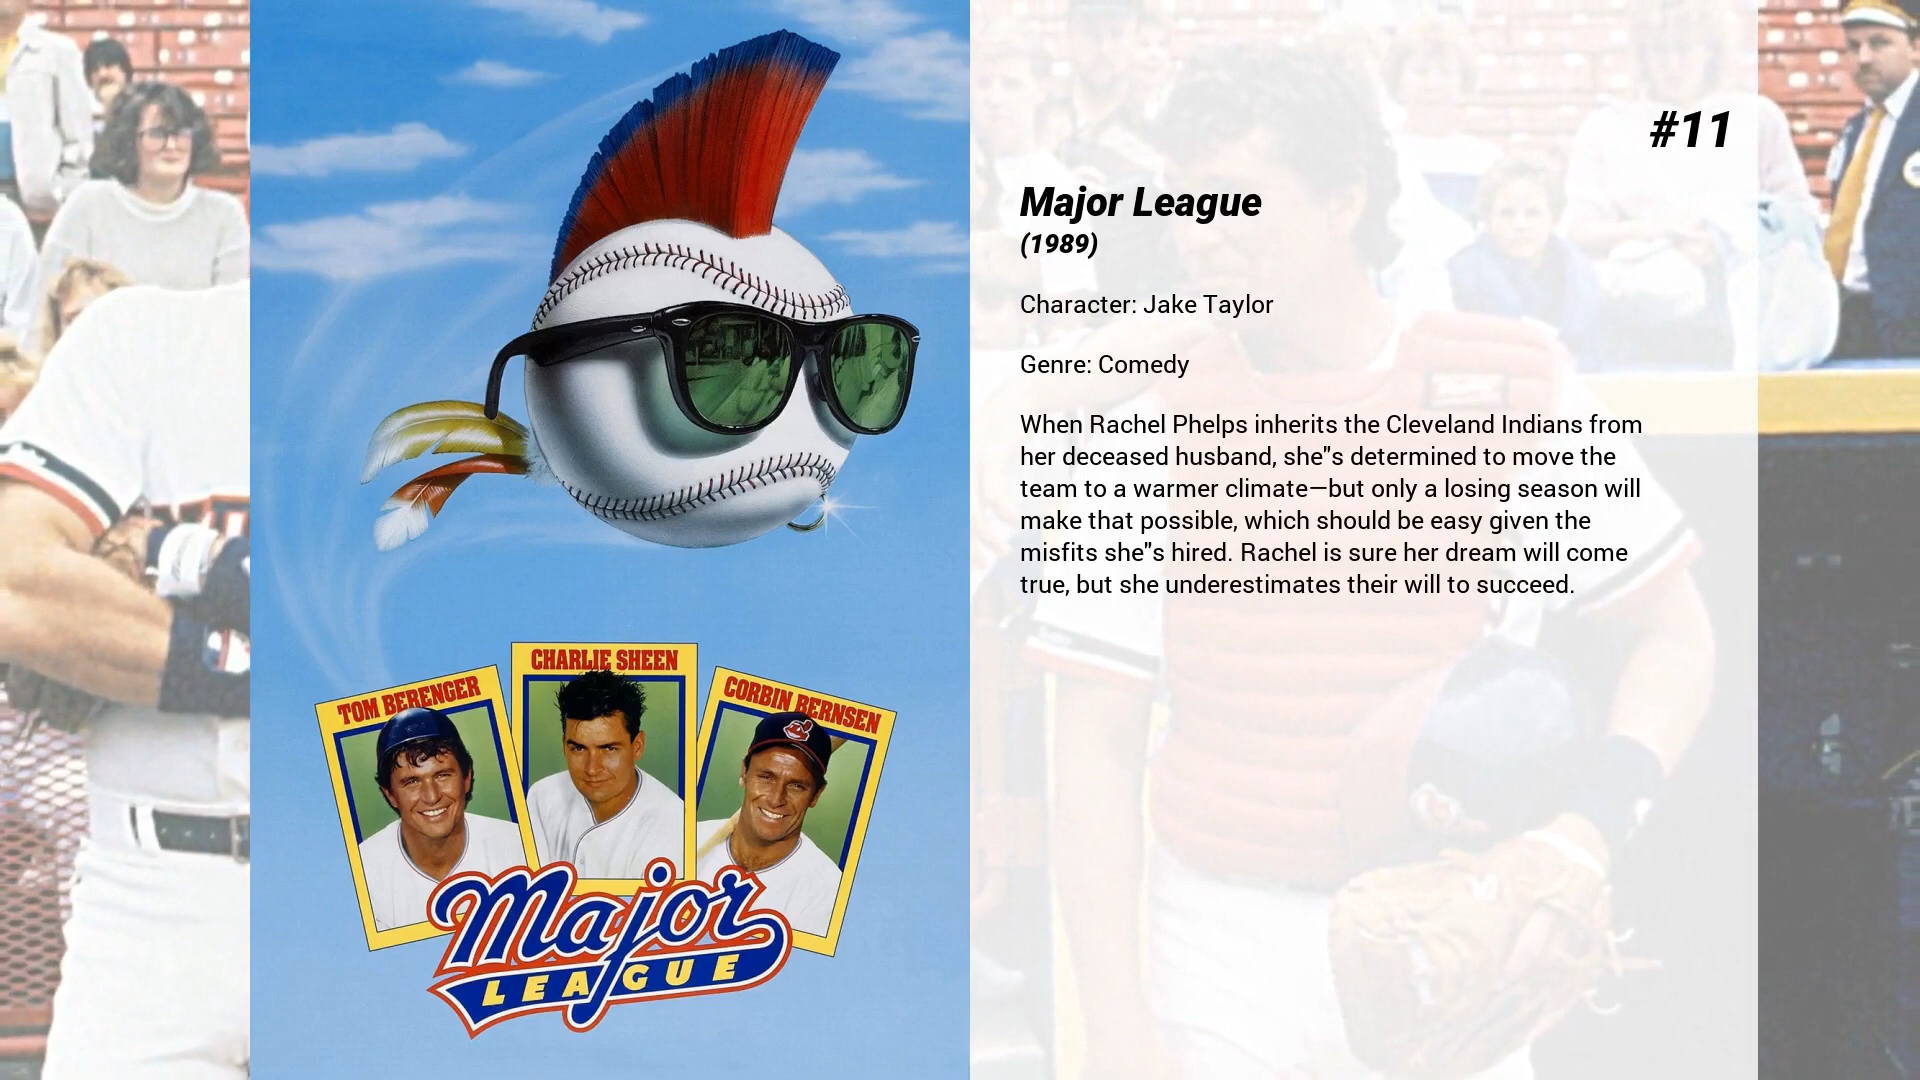 #11
Major League
(1989)
Character: Jake Taylor
Genre: Comedy
When Rachel Phelps inherits the Cleveland Indians from
her deceased husband, she"s determined to move the
team to a warmer climate—but only a losing season will
make that possible, which should be easy given the
misfits she"s hired. Rachel is sure her dream will come
true, but she underestimates their will to succeed.
TOM BERENGER
CHARLIE SHEEN
CORBIN BERNSEN
Major
LEAGUE